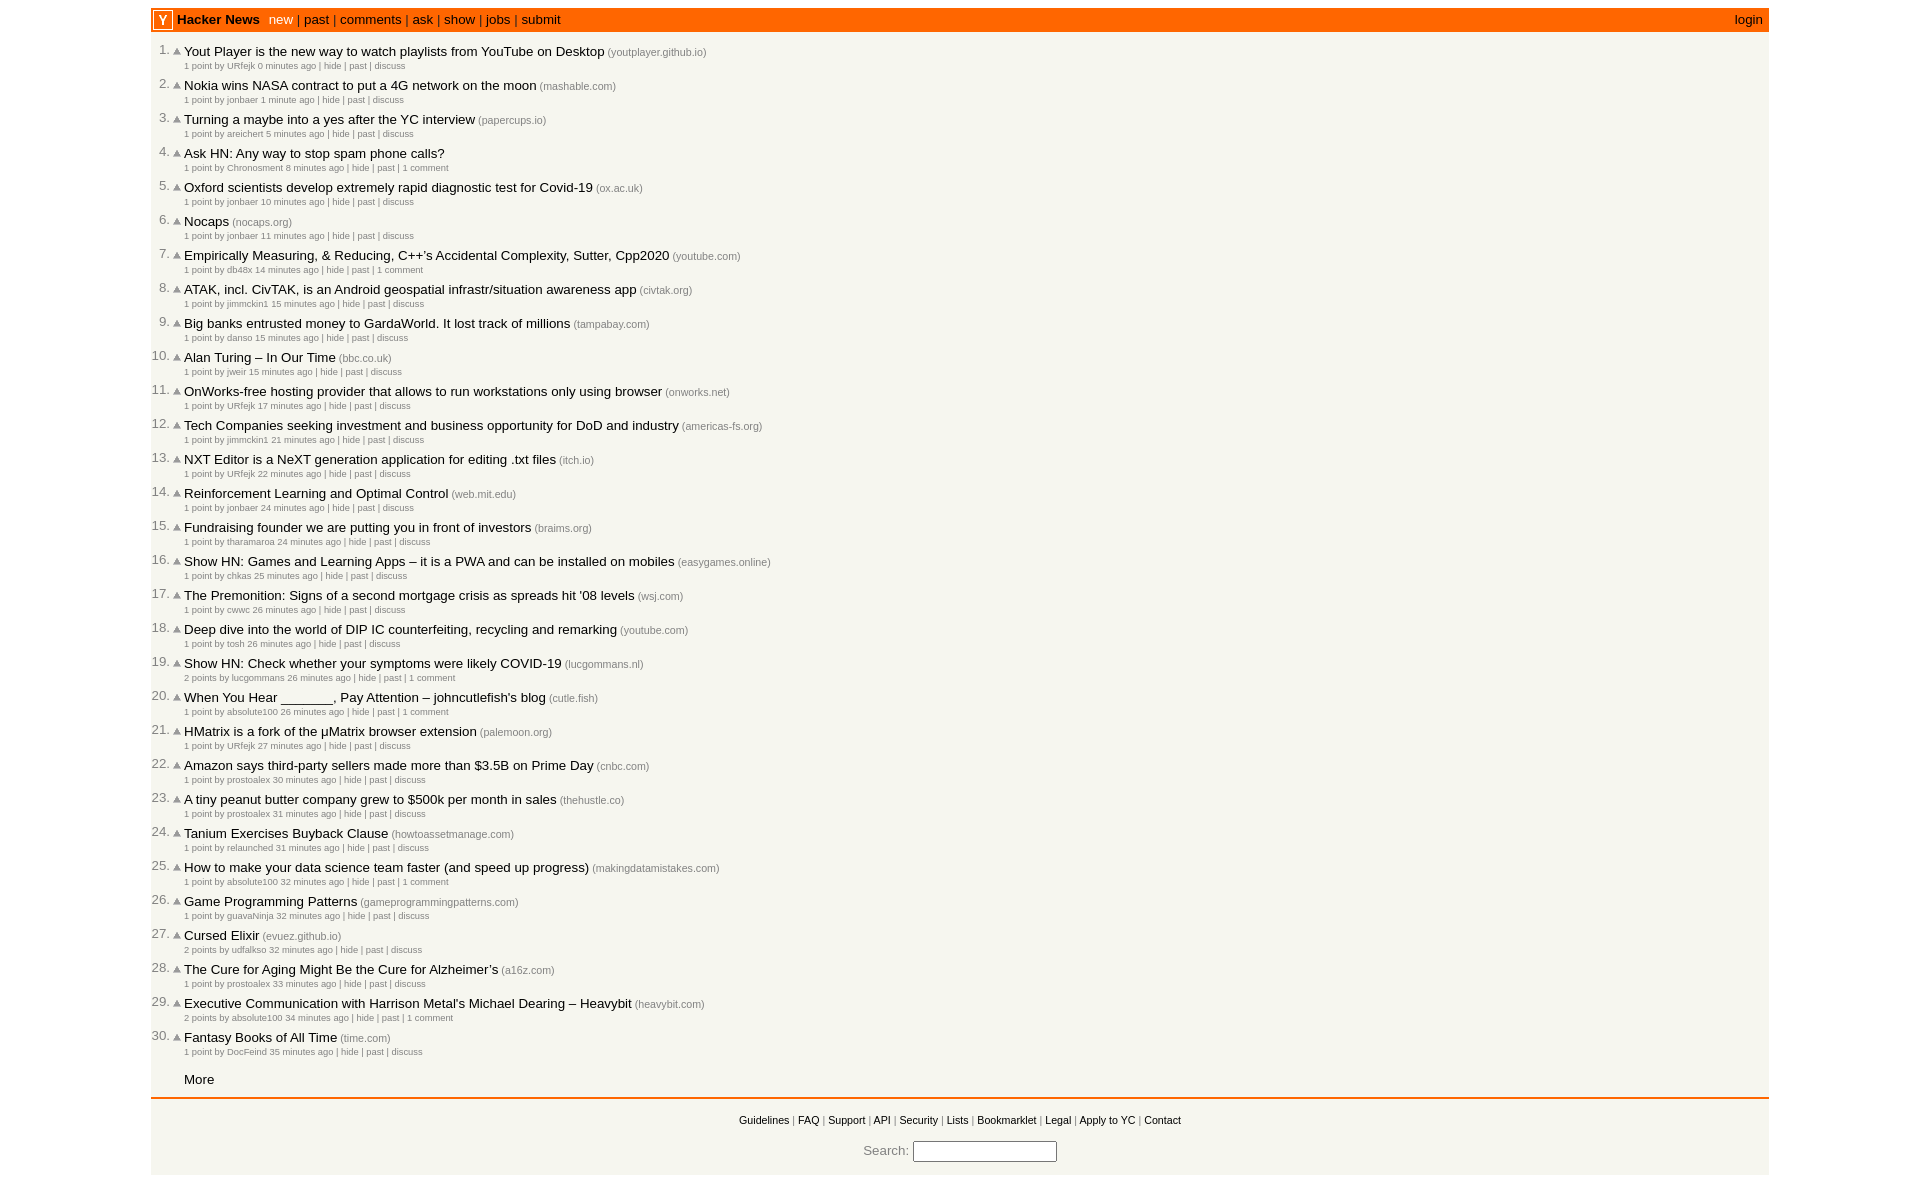 Y Hacker News new | past | comments | ask | show | jobs | submit login
1. Yout Player is the new way to watch playlists from YouTube on Desktop (youtplayer.github.io)
1 point by URfejk 0 minutes ago | hide | past | discuss
2. Nokia wins NASA contract to put a 4G network on the moon (mashable.com)
1 point by jonbaer 1 minute ago | hide | past | discuss
3. Turning a maybe into a yes after the YC interview (papercups.io)
1 point by areichert 5 minutes ago | hide | past | discuss
4. Ask HN: Any way to stop spam phone calls?
1 point by Chronosment 8 minutes ago | hide | past | 1 comment
5. Oxford scientists develop extremely rapid diagnostic test for Covid-19 (ox.ac.uk)
1 point by jonbaer 10 minutes ago | hide | past | discuss
6. Nocaps (nocaps.org)
1 point by jonbaer 11 minutes ago | hide | past | discuss
7. Empirically Measuring, & Reducing, C++’s Accidental Complexity, Sutter, Cpp2020 (youtube.com)
1 point by db48x 14 minutes ago | hide | past | 1 comment
8. ATAK, incl. CivTAK, is an Android geospatial infrastr/situation awareness app (civtak.org)
1 point by jimmckin1 15 minutes ago | hide | past | discuss
9. Big banks entrusted money to GardaWorld. It lost track of millions (tampabay.com)
1 point by danso 15 minutes ago | hide | past | discuss
10. Alan Turing – In Our Time (bbc.co.uk)
1 point by jweir 15 minutes ago | hide | past | discuss
11. OnWorks-free hosting provider that allows to run workstations only using browser (onworks.net)
1 point by URfejk 17 minutes ago | hide | past | discuss
12. Tech Companies seeking investment and business opportunity for DoD and industry (americas-fs.org)
1 point by jimmckin1 21 minutes ago | hide | past | discuss
13. NXT Editor is a NeXT generation application for editing .txt files (itch.io)
1 point by URfejk 22 minutes ago | hide | past | discuss
14. Reinforcement Learning and Optimal Control (web.mit.edu)
1 point by jonbaer 24 minutes ago | hide | past | discuss
15. Fundraising founder we are putting you in front of investors (braims.org)
1 point by tharamaroa 24 minutes ago | hide | past | discuss
16. Show HN: Games and Learning Apps – it is a PWA and can be installed on mobiles (easygames.online)
1 point by chkas 25 minutes ago | hide | past | discuss
17. The Premonition: Signs of a second mortgage crisis as spreads hit '08 levels (wsj.com)
1 point by cwwc 26 minutes ago | hide | past | discuss
18. Deep dive into the world of DIP IC counterfeiting, recycling and remarking (youtube.com)
1 point by tosh 26 minutes ago | hide | past | discuss
19. Show HN: Check whether your symptoms were likely COVID-19 (lucgommans.nl)
2 points by lucgommans 26 minutes ago | hide | past | 1 comment
20. When You Hear _______, Pay Attention – johncutlefish's blog (cutle.fish)
1 point by absolute100 26 minutes ago | hide | past | 1 comment
21. HMatrix is a fork of the μMatrix browser extension (palemoon.org)
1 point by URfejk 27 minutes ago | hide | past | discuss
22. Amazon says third-party sellers made more than $3.5B on Prime Day (cnbc.com)
1 point by prostoalex 30 minutes ago | hide | past | discuss
23. A tiny peanut butter company grew to $500k per month in sales (thehustle.co)
1 point by prostoalex 31 minutes ago | hide | past | discuss
24. Tanium Exercises Buyback Clause (howtoassetmanage.com)
1 point by relaunched 31 minutes ago | hide | past | discuss
25. How to make your data science team faster (and speed up progress) (makingdatamistakes.com)
1 point by absolute100 32 minutes ago | hide | past | 1 comment
26. Game Programming Patterns (gameprogrammingpatterns.com)
1 point by guavaNinja 32 minutes ago | hide | past | discuss
27. Cursed Elixir (evuez.github.io)
2 points by udfalkso 32 minutes ago | hide | past | discuss
28. The Cure for Aging Might Be the Cure for Alzheimer’s (a16z.com)
1 point by prostoalex 33 minutes ago | hide | past | discuss
29. Executive Communication with Harrison Metal's Michael Dearing – Heavybit (heavybit.com)
2 points by absolute100 34 minutes ago | hide | past | 1 comment
30. Fantasy Books of All Time (time.com)
1 point by DocFeind 35 minutes ago | hide | past | discuss
More
Guidelines | FAQ | Support | API | Security | Lists | Bookmarklet | Legal | Apply to YC | Contact
Search: